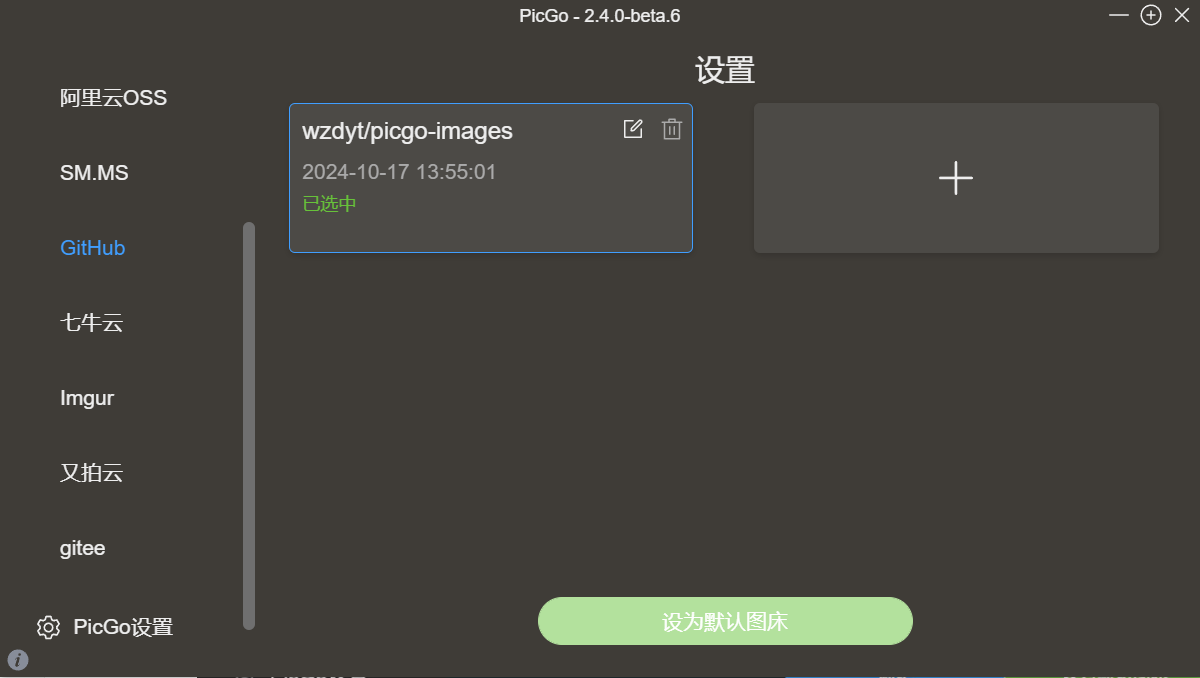 PicGo - 2.4.0-beta.6
阿里云OSS
SM.MS
GitHub
七牛云
Imgur
又拍云
gitee
PicGo设置
设置
wzdyt/picgo-images
2024-10-17 13:55:01
已选中
设为默认图床